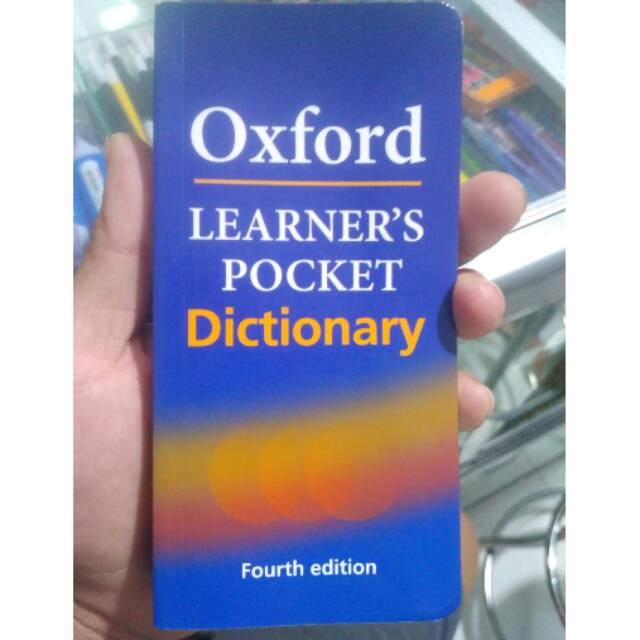 Oxford
LEARNER'S
POCKET
Dictionary
Fourth edition